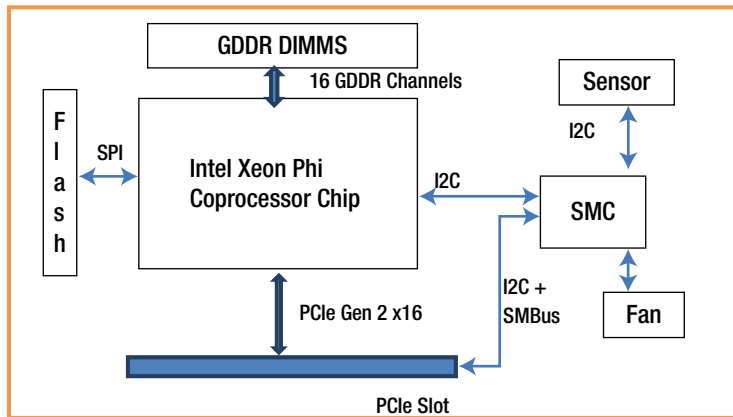 GDDR DIMMS
16 GDDR Channels
Sensor
Flash
SPI
I2C
Intel Xeon Phi
Coprocessor Chip
I2C
SMC
PCIe Gen 2 x16
I2C +
SMBus
Fan
PCIe Slot